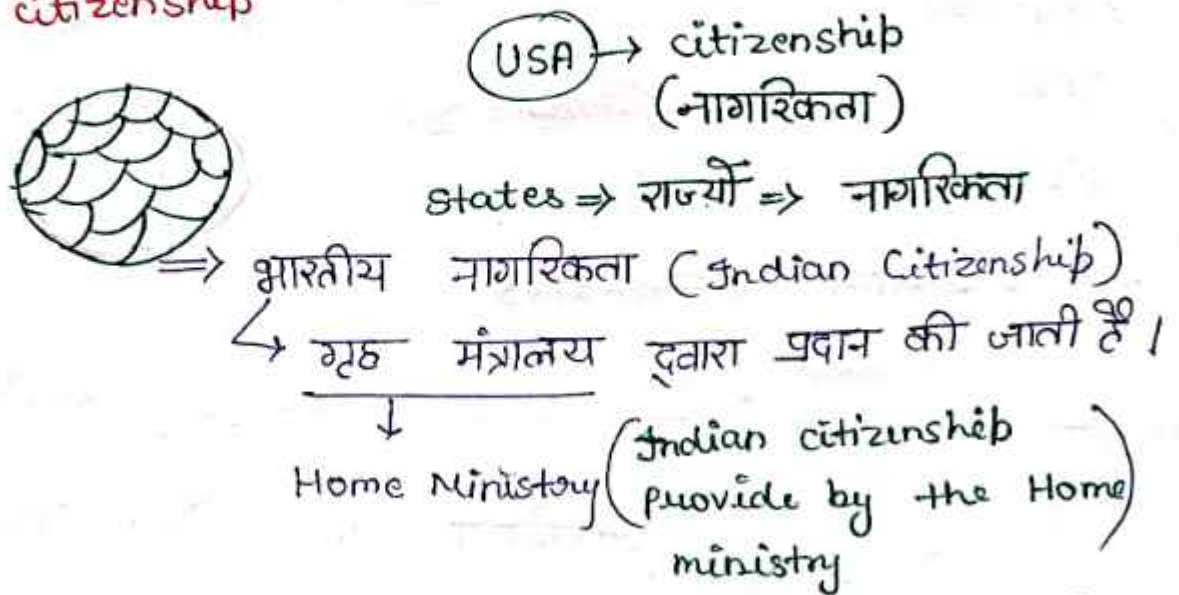 citizenship
USA → citizenship
(नागरिकता)
States ⇒ राज्यों ⇒ नागरिकता
⇒ भारतीय नागरिकता (Indian Citizenship)
↳ गृह मंत्रालय द्वारा प्रदान की जाती है।
↓
Home Ministory (Indian citizenship
provide by the Home
ministry)